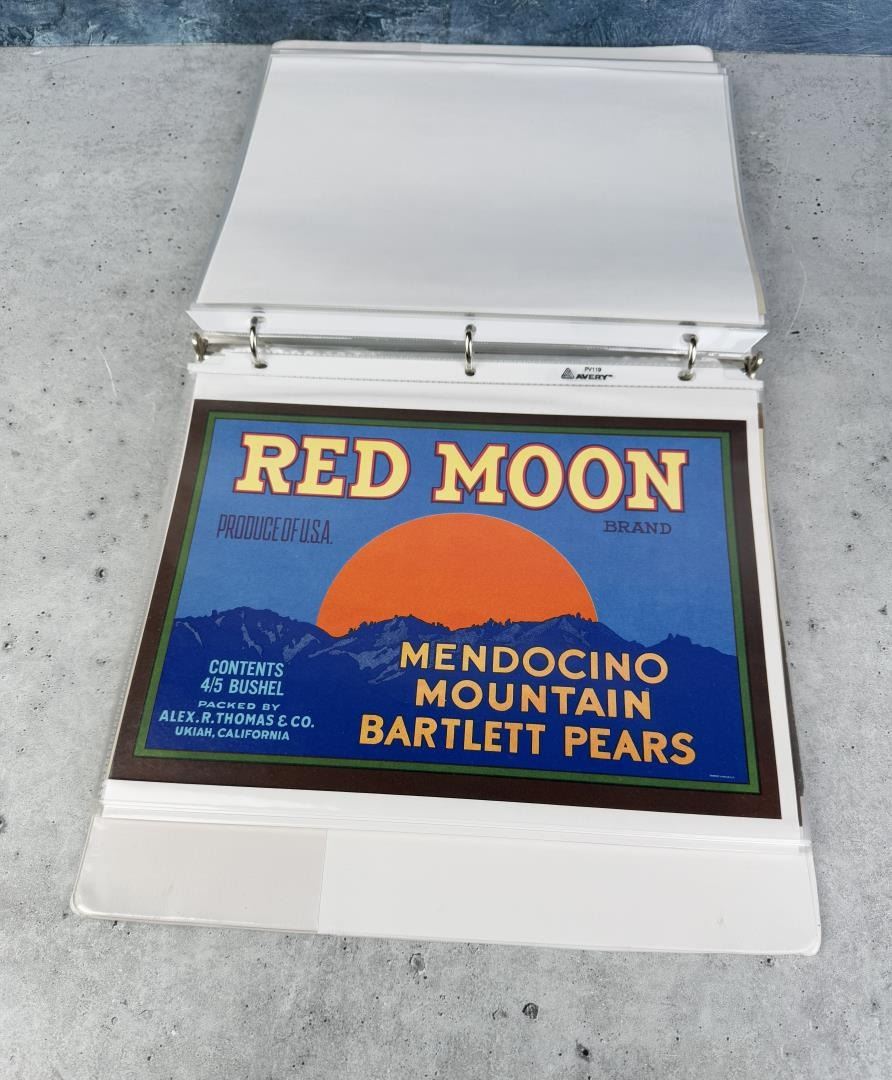 PV119
AVERY™
RED MOON
BRAND
PRODUCE OF U.S.A.
CONTENTS
4/5 BUSHEL
PACKED BY
ALEX. R. THOMAS & CO.
UKIAH, CALIFORNIA
MENDOCINO
MOUNTAIN
BARTLETT PEARS